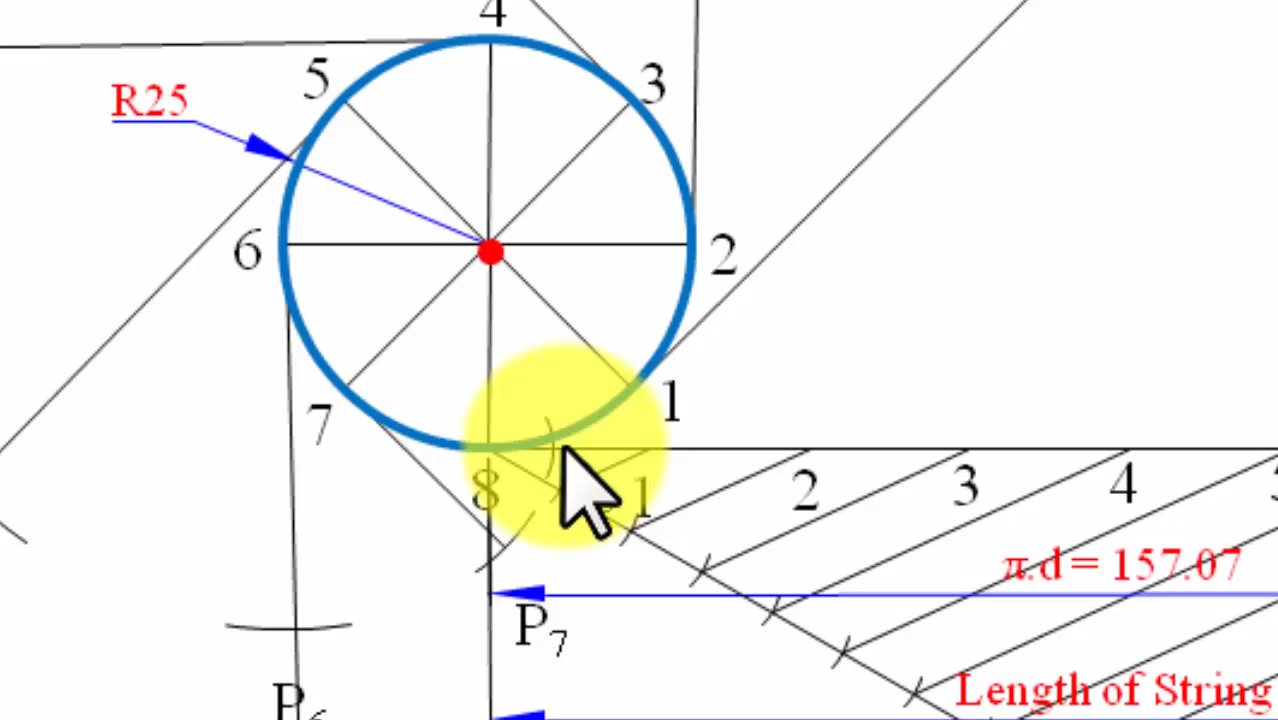 4
5
3
R25
6
2
1
7
8
1
2
3
4
π.d = 157.07
P7
Length of String
P6